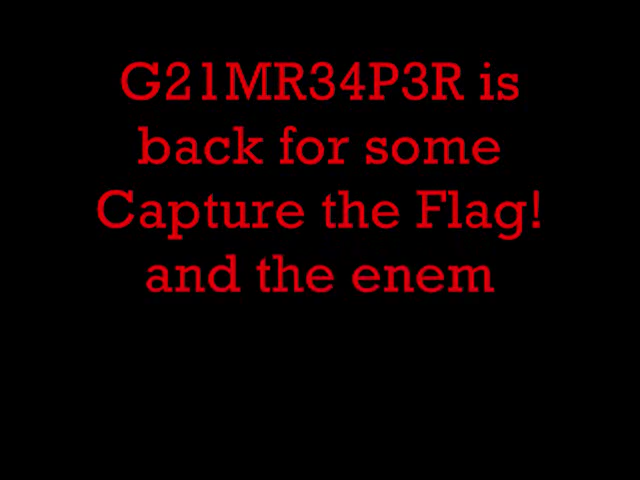 G21MR34P3R is
back for some
Capture the Flag!
and the enem